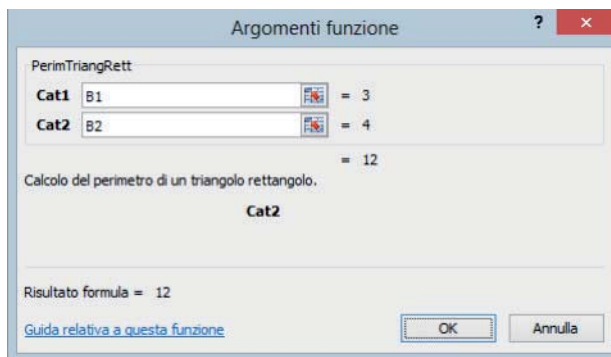 Argomenti funzione ? ×
PerimTriangRett
Cat1 B1 = 3
Cat2 B2 = 4
= 12
Calcolo del perimetro di un triangolo rettangolo.
Cat2
Risultato formula = 12
Guida relativa a questa funzione OK Annulla